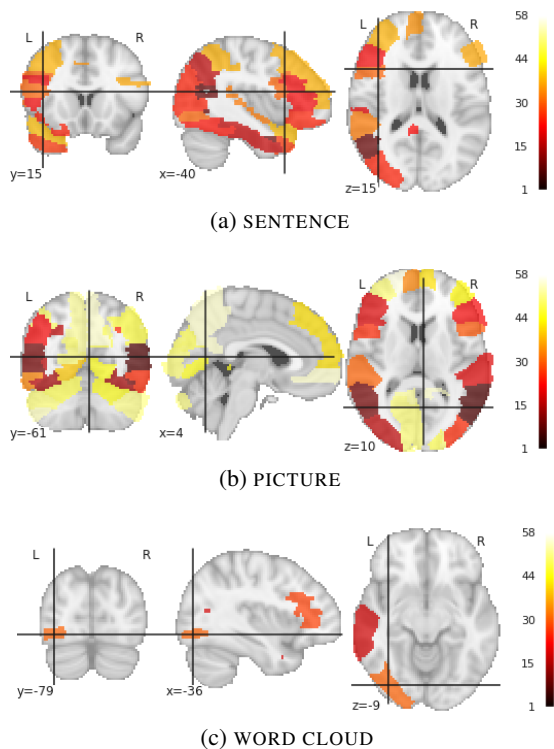 L R L R 58
44
30
15
y=15 x=-40 z=15 1
(a) SENTENCE
L R L R 58
44
30
15
y=-61 x=4 z=10 1
(b) PICTURE
L R L R 58
44
30
15
y=-79 x=-36 z=-9 1
(c) WORD CLOUD